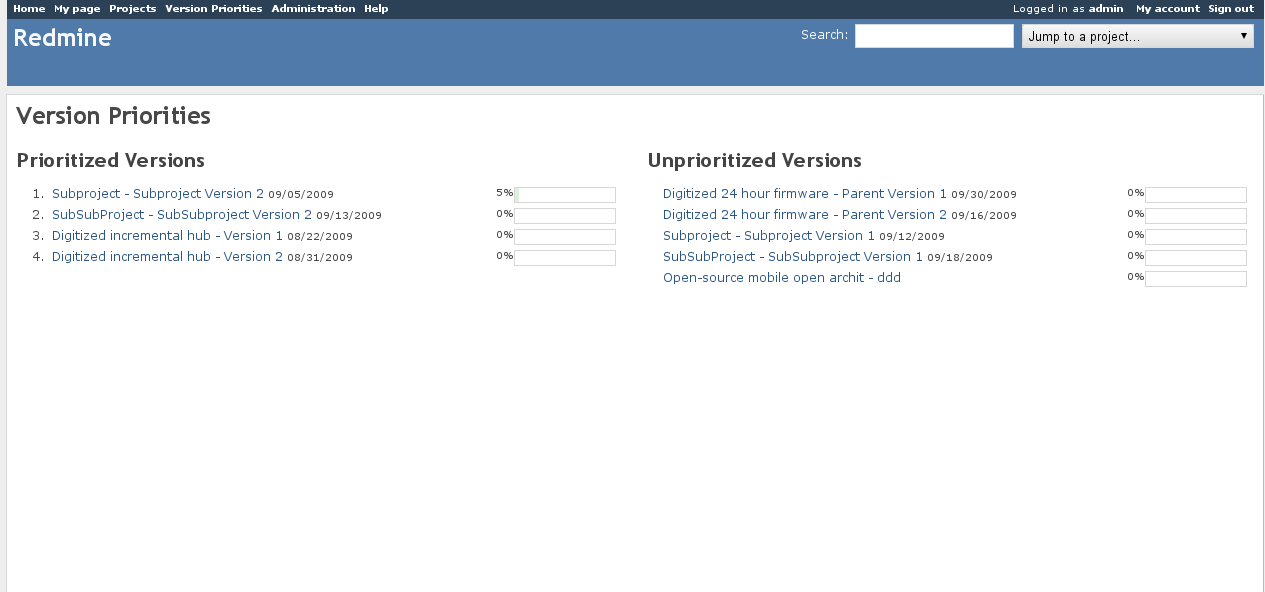 Home My page Projects Version Priorities Administration Help Logged in as admin My account Sign out
Redmine Search: Jump to a project...
Version Priorities
Prioritized Versions
1. Subproject - Subproject Version 2 09/05/2009 5%
2. SubSubProject - SubSubproject Version 2 09/13/2009 0%
3. Digitized incremental hub - Version 1 08/22/2009 0%
4. Digitized incremental hub - Version 2 08/31/2009 0%
Unprioritized Versions
Digitized 24 hour firmware - Parent Version 1 09/30/2009 0%
Digitized 24 hour firmware - Parent Version 2 09/16/2009 0%
Subproject - Subproject Version 1 09/12/2009 0%
SubSubProject - SubSubproject Version 1 09/18/2009 0%
Open-source mobile open archit - ddd 0%